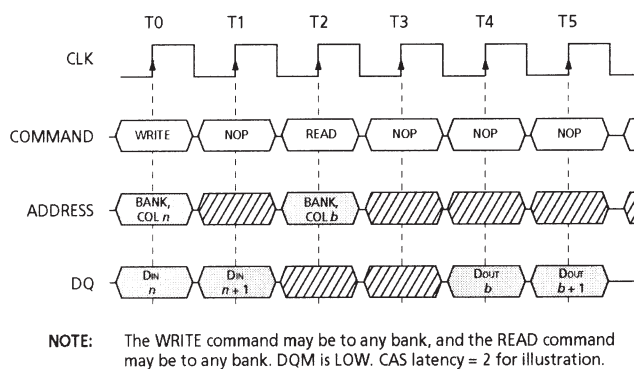 T0 T1 T2 T3 T4 T5
CLK
COMMAND WRITE NOP READ NOP NOP NOP
ADDRESS BANK, COL n BANK, COL b
DQ DIN n DIN n + 1 DOUT b DOUT b + 1
NOTE: The WRITE command may be to any bank, and the READ command
may be to any bank. DQM is LOW. CAS latency = 2 for illustration.